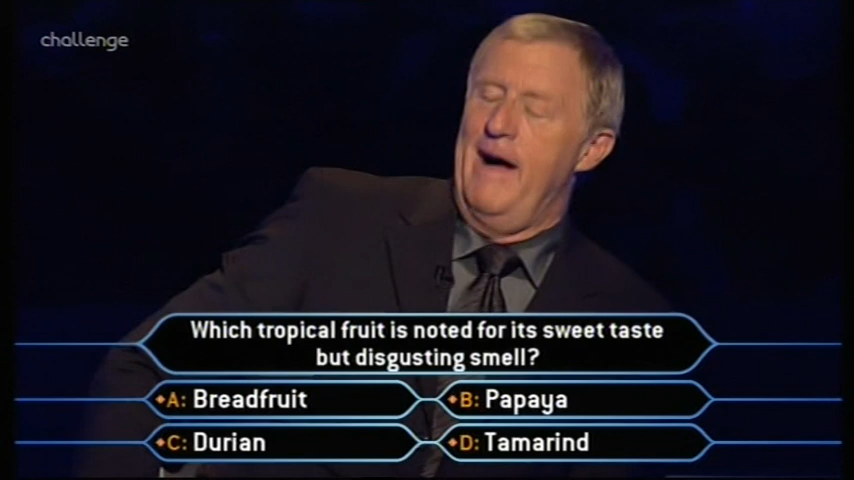 challenge
Which tropical fruit is noted for its sweet taste
but disgusting smell?
A: Breadfruit
B: Papaya
C: Durian
D: Tamarind